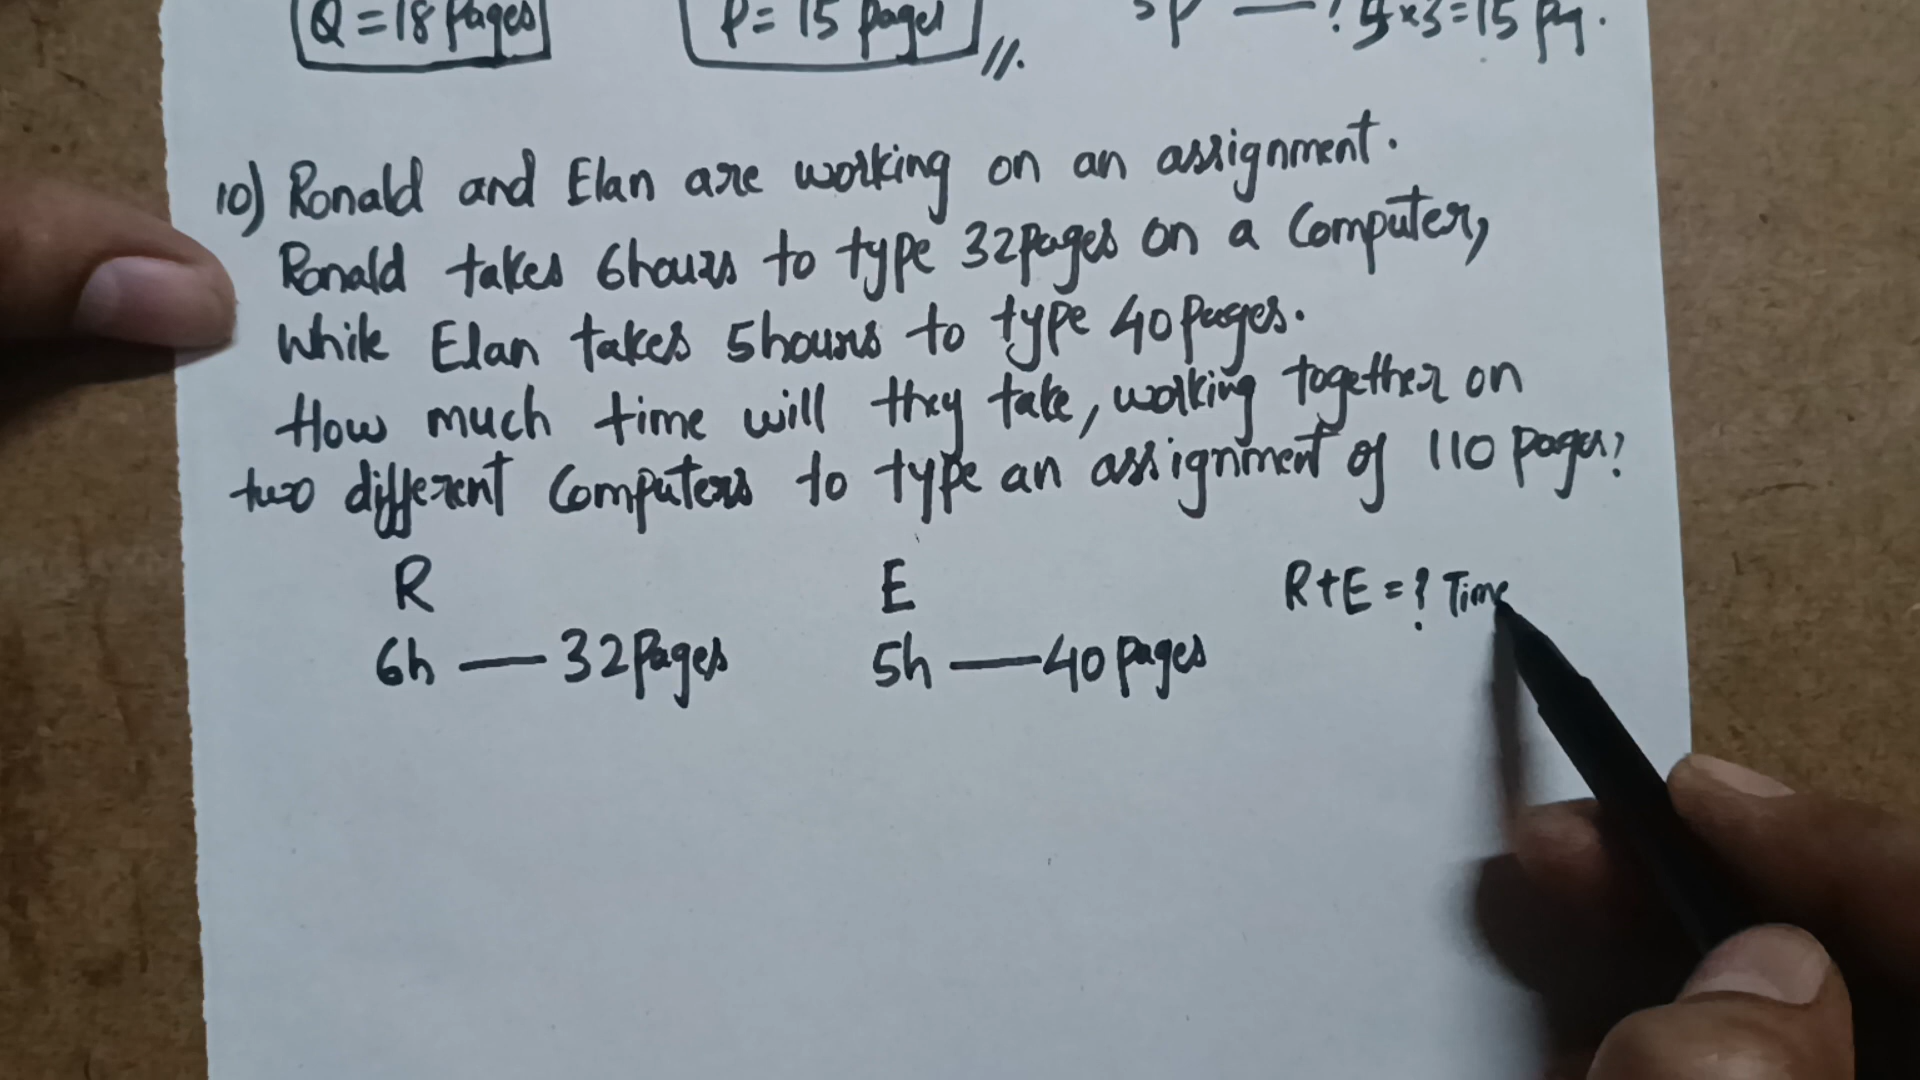 Q = 18 pages P = 15 pages 5p — ? 5×3=15 pg.
10) Ronald and Elan are working on an assignment.
Ronald takes 6hours to type 32pages on a Computer,
While Elan takes 5hours to type 40pages.
How much time will they take, working together on
two different Computers to type an assignment of 110 pages?
R E R+E = ? Time
6h — 32Pages 5h — 40pages